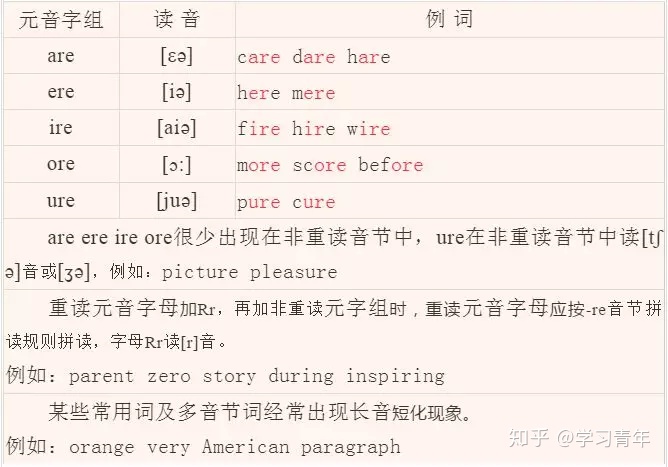 元音字组 读 音 例 词
are [εə] care dare hare
ere [iə] here mere
ire [aiə] fire hire wire
ore [ɔ:] more score before
ure [juə] pure cure
are ere ire ore很少出现在非重读音节中，ure在非重读音节中读[tʃ
ə]音或[ʒə]，例如：picture pleasure
重读元音字母加Rr，再加非重读元字组时，重读元音字母应按-re音节拼
读规则拼读，字母Rr读[r]音。
例如：parent zero story during inspiring
某些常用词及多音节词经常出现长音短化现象。
例如：orange very American paragraph
知乎 @学习青年